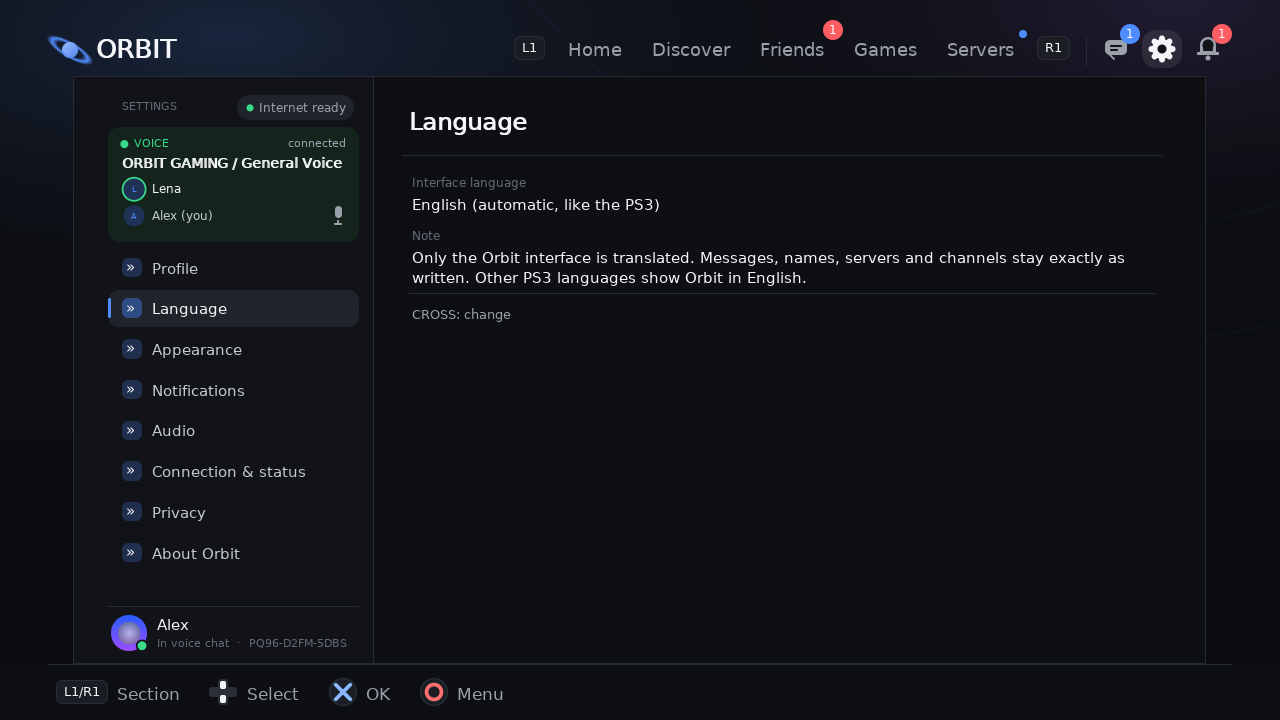 ORBIT
L1 Home Discover Friends 1 Games Servers R1 1 1
SETTINGS
Internet ready
VOICE connected
ORBIT GAMING / General Voice
L Lena
A Alex (you)
» Profile
» Language
» Appearance
» Notifications
» Audio
» Connection & status
» Privacy
» About Orbit
Alex
In voice chat · PQ96-D2FM-5DBS
Language
Interface language
English (automatic, like the PS3)
Note
Only the Orbit interface is translated. Messages, names, servers and channels stay exactly as
written. Other PS3 languages show Orbit in English.
CROSS: change
L1/R1 Section Select OK Menu